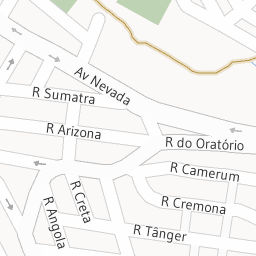 Av Nevada
R Sumatra
R Arizona
R do Oratório
R Camerum
R Creta
R Angola
R Cremona
R Tânger